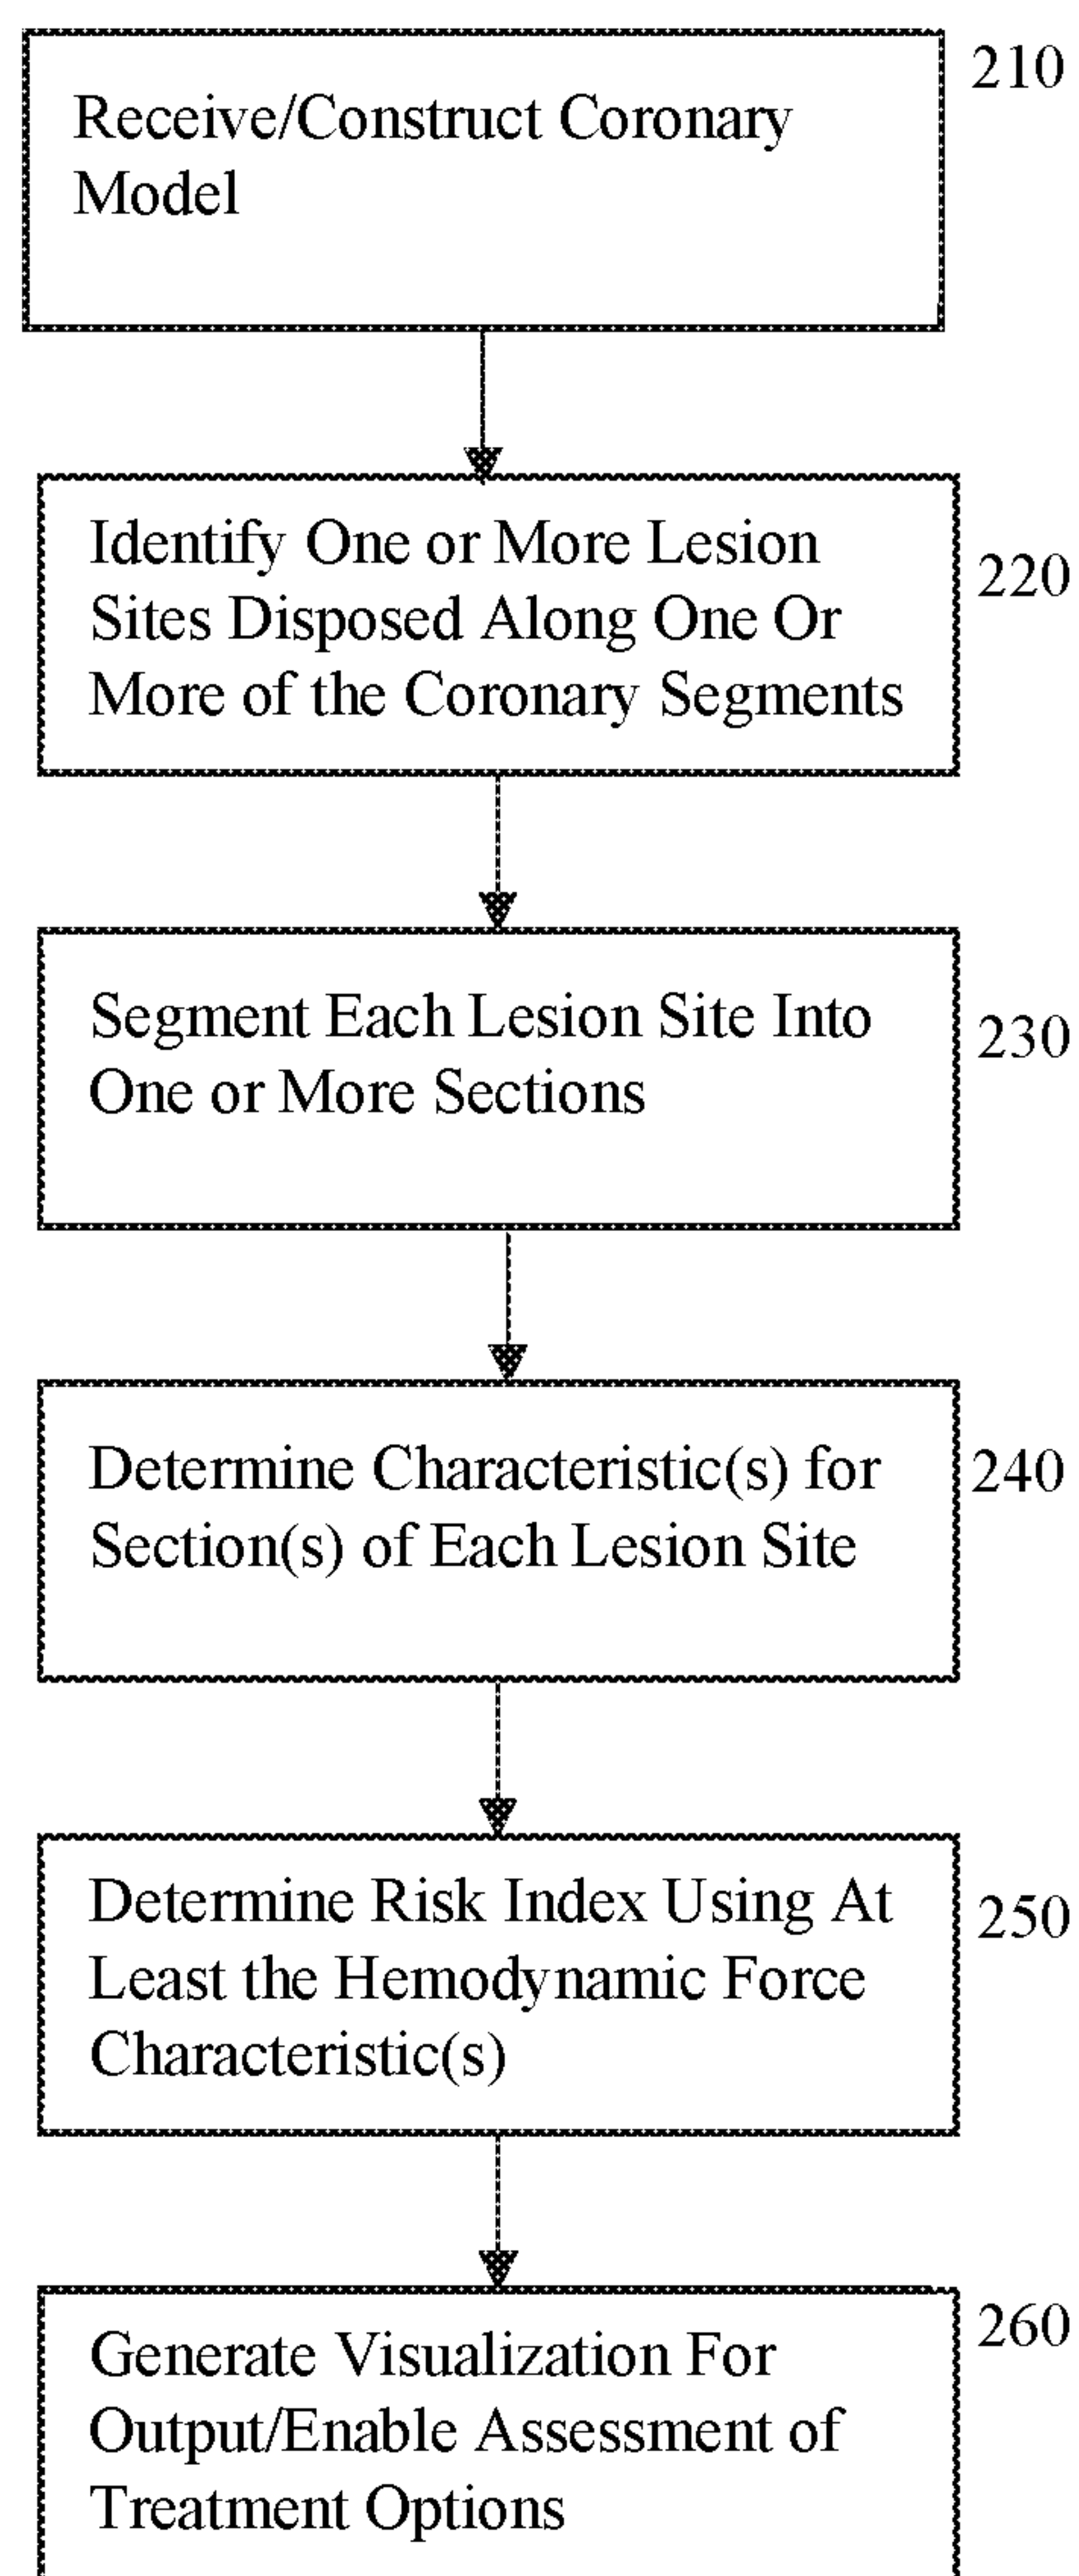 210
Receive/Construct Coronary
Model
Identify One or More Lesion
Sites Disposed Along One Or
More of the Coronary Segments
220
Segment Each Lesion Site Into
One or More Sections
230
Determine Characteristic(s) for
Section(s) of Each Lesion Site
240
Determine Risk Index Using At
Least the Hemodynamic Force
Characteristic(s)
250
Generate Visualization For
Output/Enable Assessment of
Treatment Options
260